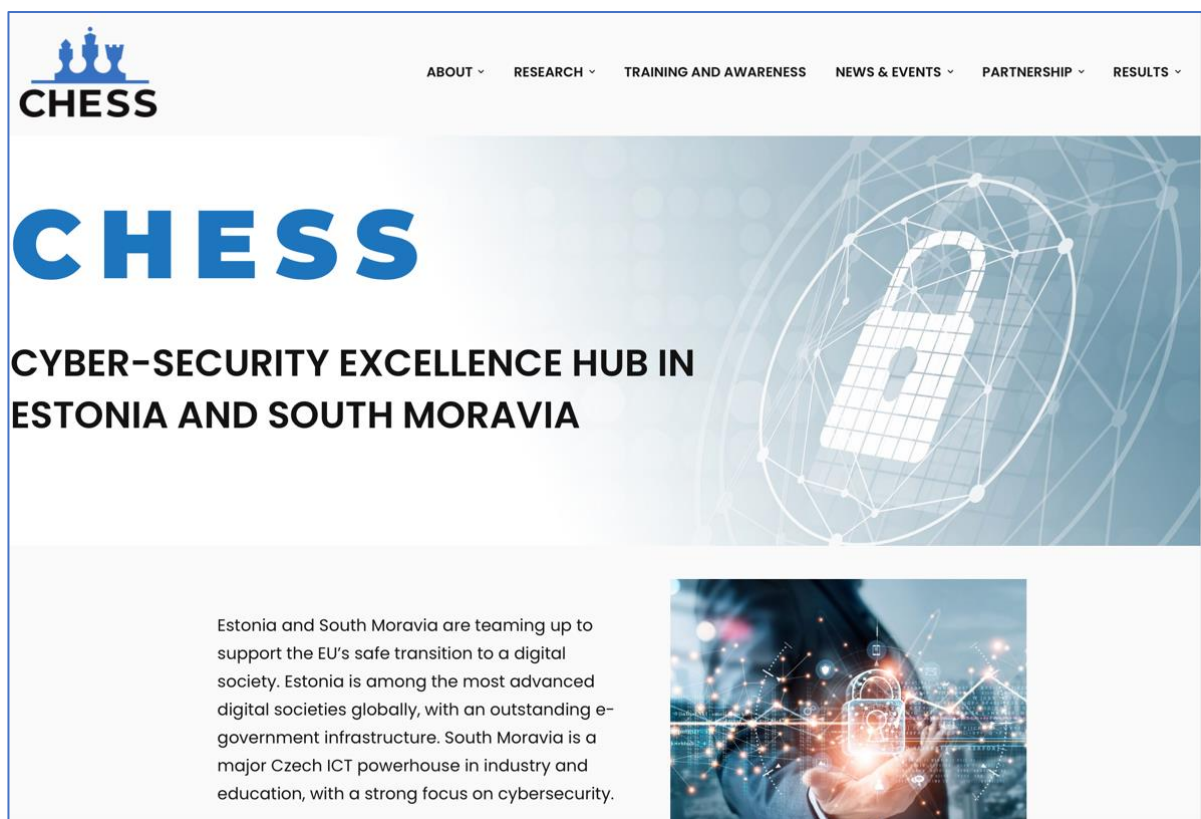 CHESS
ABOUT
RESEARCH
TRAINING AND AWARENESS
NEWS & EVENTS
PARTNERSHIP
RESULTS
CHESS
CYBER-SECURITY EXCELLENCE HUB IN
ESTONIA AND SOUTH MORAVIA
Estonia and South Moravia are teaming up to
support the EU's safe transition to a digital
society. Estonia is among the most advanced
digital societies globally, with an outstanding e-
government infrastructure. South Moravia is a
major Czech ICT powerhouse in industry and
education, with a strong focus on cybersecurity.